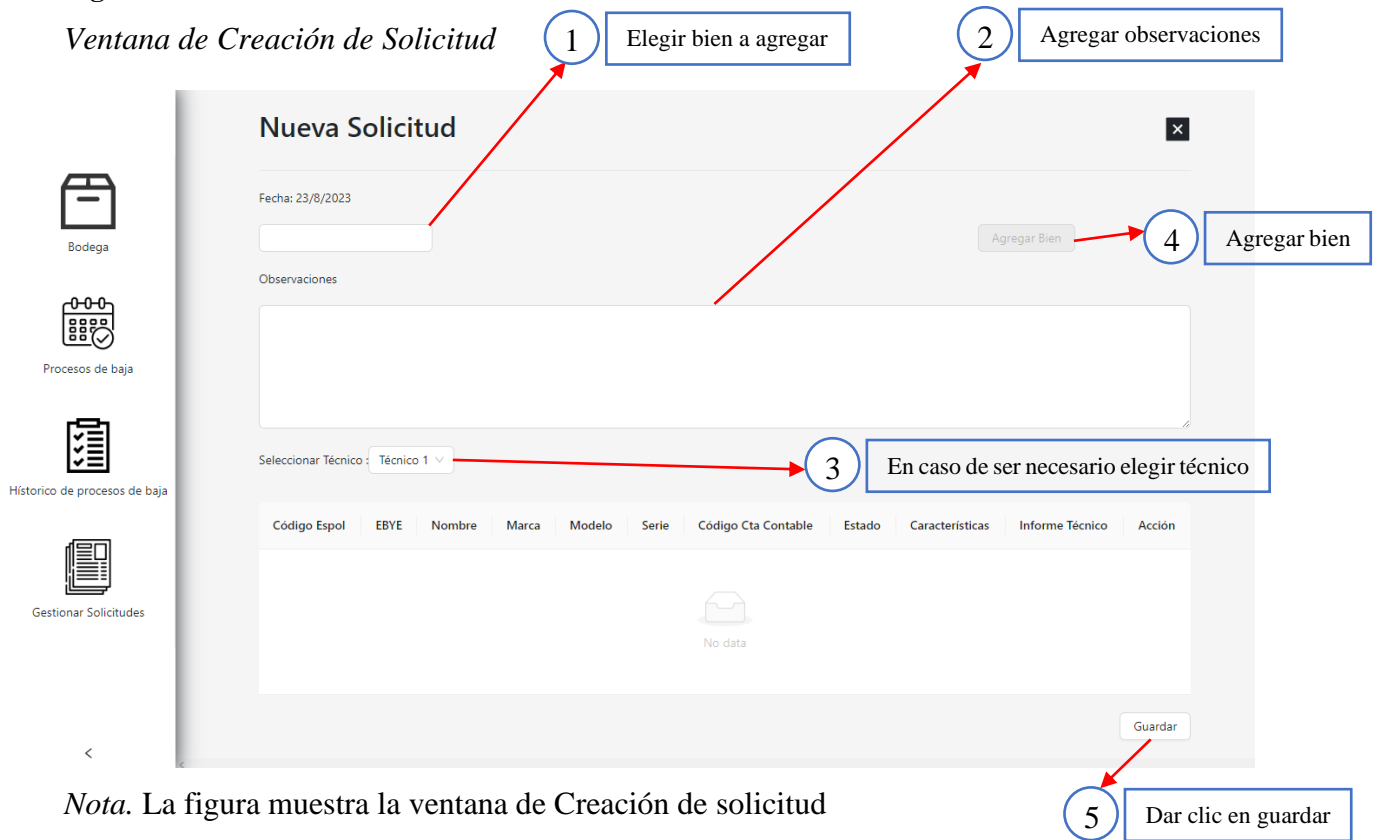 Ventana de Creación de Solicitud
1
Elegir bien a agregar
2
Agregar observaciones
Nueva Solicitud
Fecha: 23/8/2023
Bodega
Agregar Bien
4
Agregar bien
Observaciones
Procesos de baja
Seleccionar Técnico : Técnico 1
3
En caso de ser necesario elegir técnico
Hístorico de procesos de baja
Código Espol EBYE Nombre Marca Modelo Serie Código Cta Contable Estado Características Informe Técnico Acción
Gestionar Solicitudes
No data
Guardar
Nota. La figura muestra la ventana de Creación de solicitud
5
Dar clic en guardar